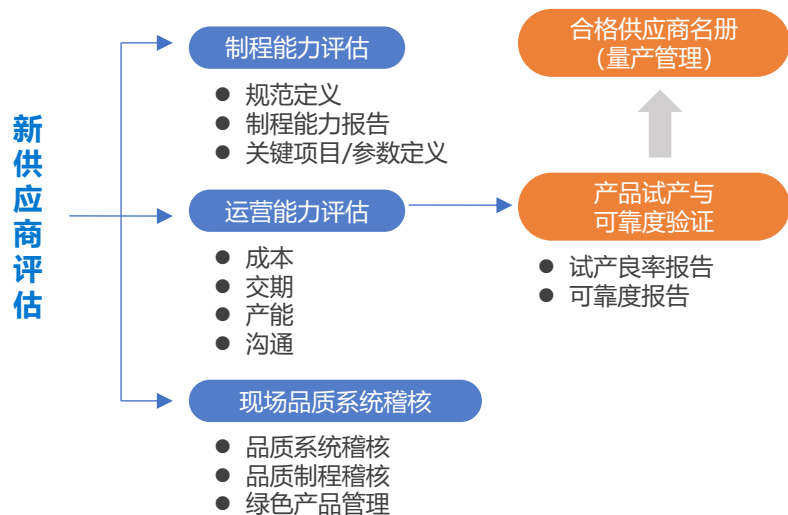 新供应商评估
制程能力评估
● 规范定义
● 制程能力报告
● 关键项目/参数定义
运营能力评估
● 成本
● 交期
● 产能
● 沟通
现场品质系统稽核
● 品质系统稽核
● 品质制程稽核
● 绿色产品管理
合格供应商名册
（量产管理）
产品试产与
可靠度验证
● 试产良率报告
● 可靠度报告